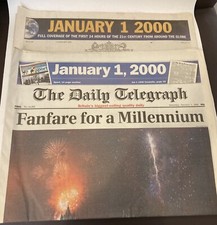 JANUARY 1 2000
FULL COVERAGE OF THE FIRST 24 HOURS OF THE 21st CENTURY FROM AROUND THE GLOBE
January 1, 2000
The Daily Telegraph
Britain's biggest-selling quality daily
Fanfare for a Millennium